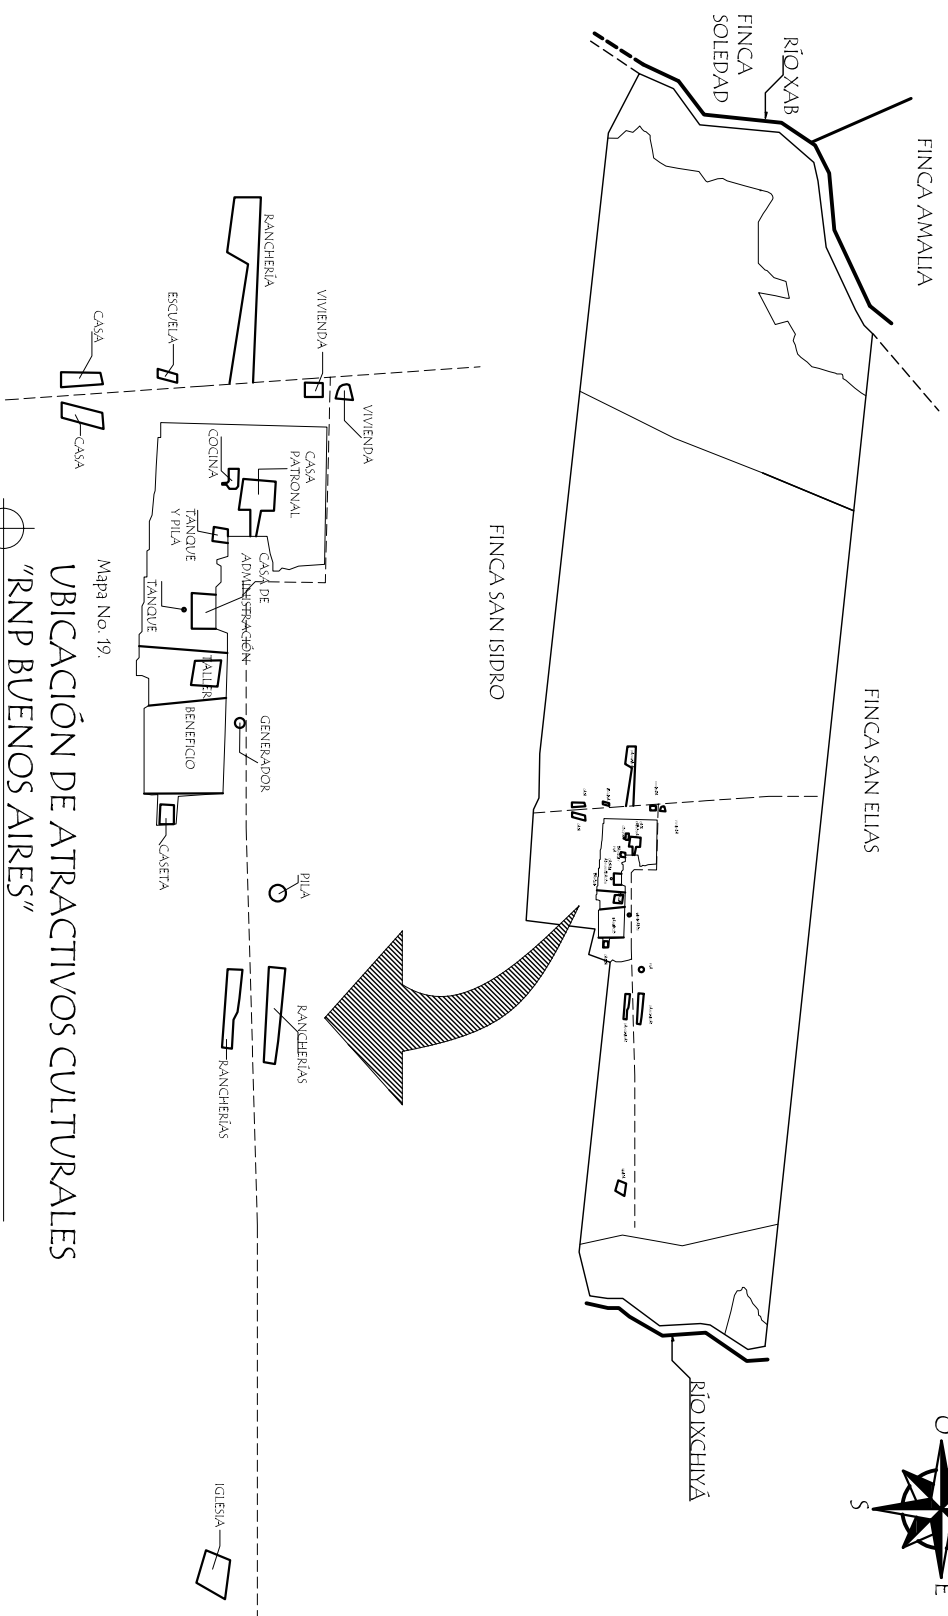 FINCA AMALIA
RÍO XAB
FINCA
SOLEDAD
FINCA SAN ELIAS
FINCA SAN ISIDRO
RÍO IXCHIYÁ
O
S
E
RANCHERÍA
VIVIENDA
VIVIENDA
ESCUELA
CASA
CASA
CASA
PATRONAL
COCINA
TANQUE
Y PILA
CASA DE
ADMINISTRACIÓN
TANQUE
TALLER
BENEFICIO
GENERADOR
CASETA
PILA
RANCHERÍAS
RANCHERÍAS
IGLESIA
Mapa No. 19.
UBICACIÓN DE ATRACTIVOS CULTURALES
"RNP BUENOS AIRES"